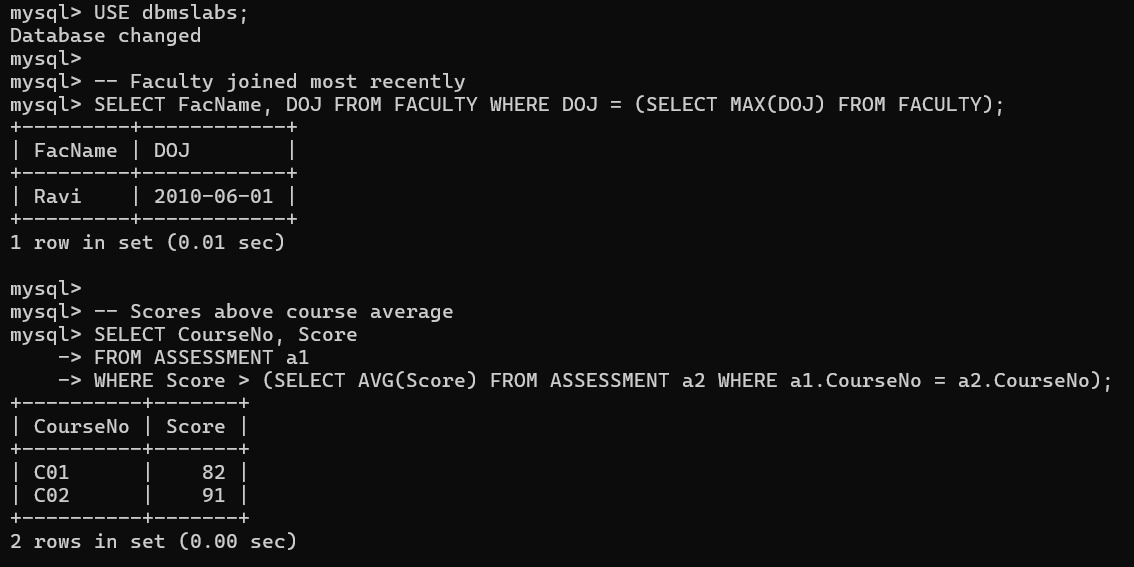 mysql> USE dbmslabs;
Database changed
mysql>
mysql> -- Faculty joined most recently
mysql> SELECT FacName, DOJ FROM FACULTY WHERE DOJ = (SELECT MAX(DOJ) FROM FACULTY);
+---------+------------+
| FacName | DOJ        |
+---------+------------+
| Ravi    | 2010-06-01 |
+---------+------------+
1 row in set (0.01 sec)

mysql>
mysql> -- Scores above course average
mysql> SELECT CourseNo, Score
    -> FROM ASSESSMENT a1
    -> WHERE Score > (SELECT AVG(Score) FROM ASSESSMENT a2 WHERE a1.CourseNo = a2.CourseNo);
+----------+-------+
| CourseNo | Score |
+----------+-------+
| C01      |    82 |
| C02      |    91 |
+----------+-------+
2 rows in set (0.00 sec)